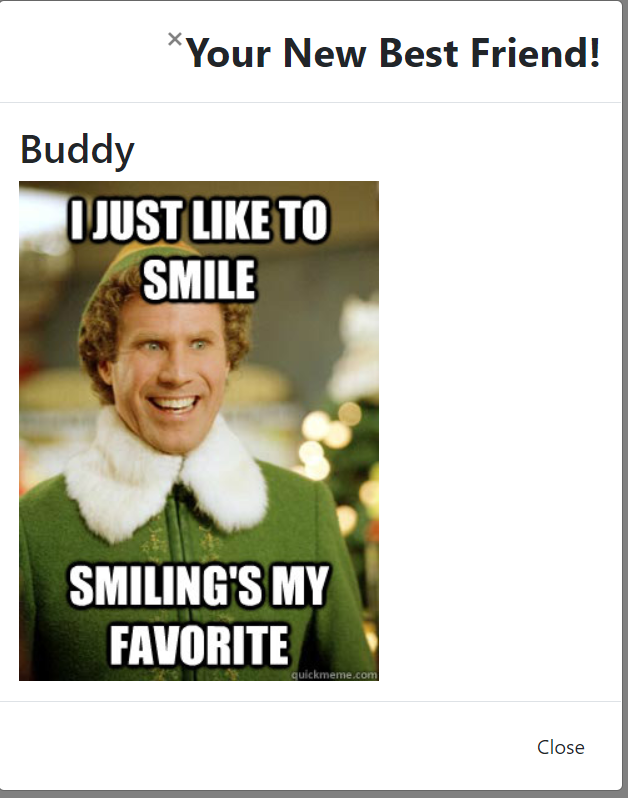 ×Your New Best Friend!
Buddy
I JUST LIKE TO
SMILE
SMILING'S MY
FAVORITE
quickmeme.com
Close